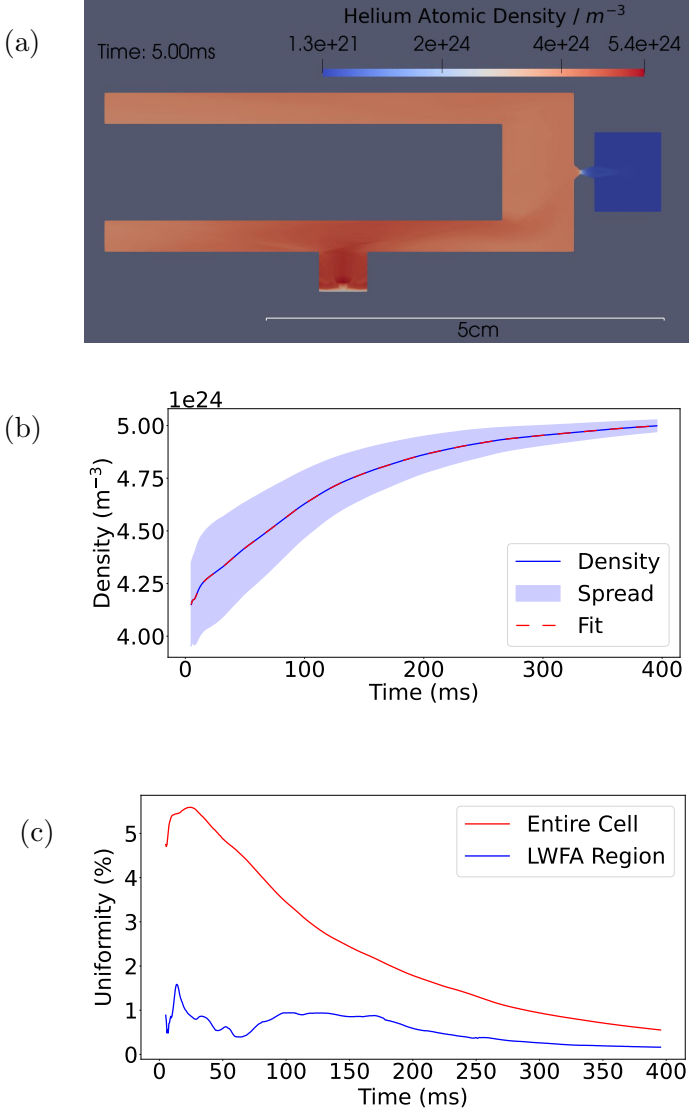 (a)
Helium Atomic Density / m⁻³
Time: 5.00ms
1.3e+21 2e+24 4e+24 5.4e+24
5cm
(b)
1e24
5.00
4.75
4.50
4.25
4.00
Density (m⁻³)
Density
Spread
Fit
0 100 200 300 400
Time (ms)
(c)
5
4
3
2
1
0
Uniformity (%)
Entire Cell
LWFA Region
0 50 100 150 200 250 300 350 400
Time (ms)